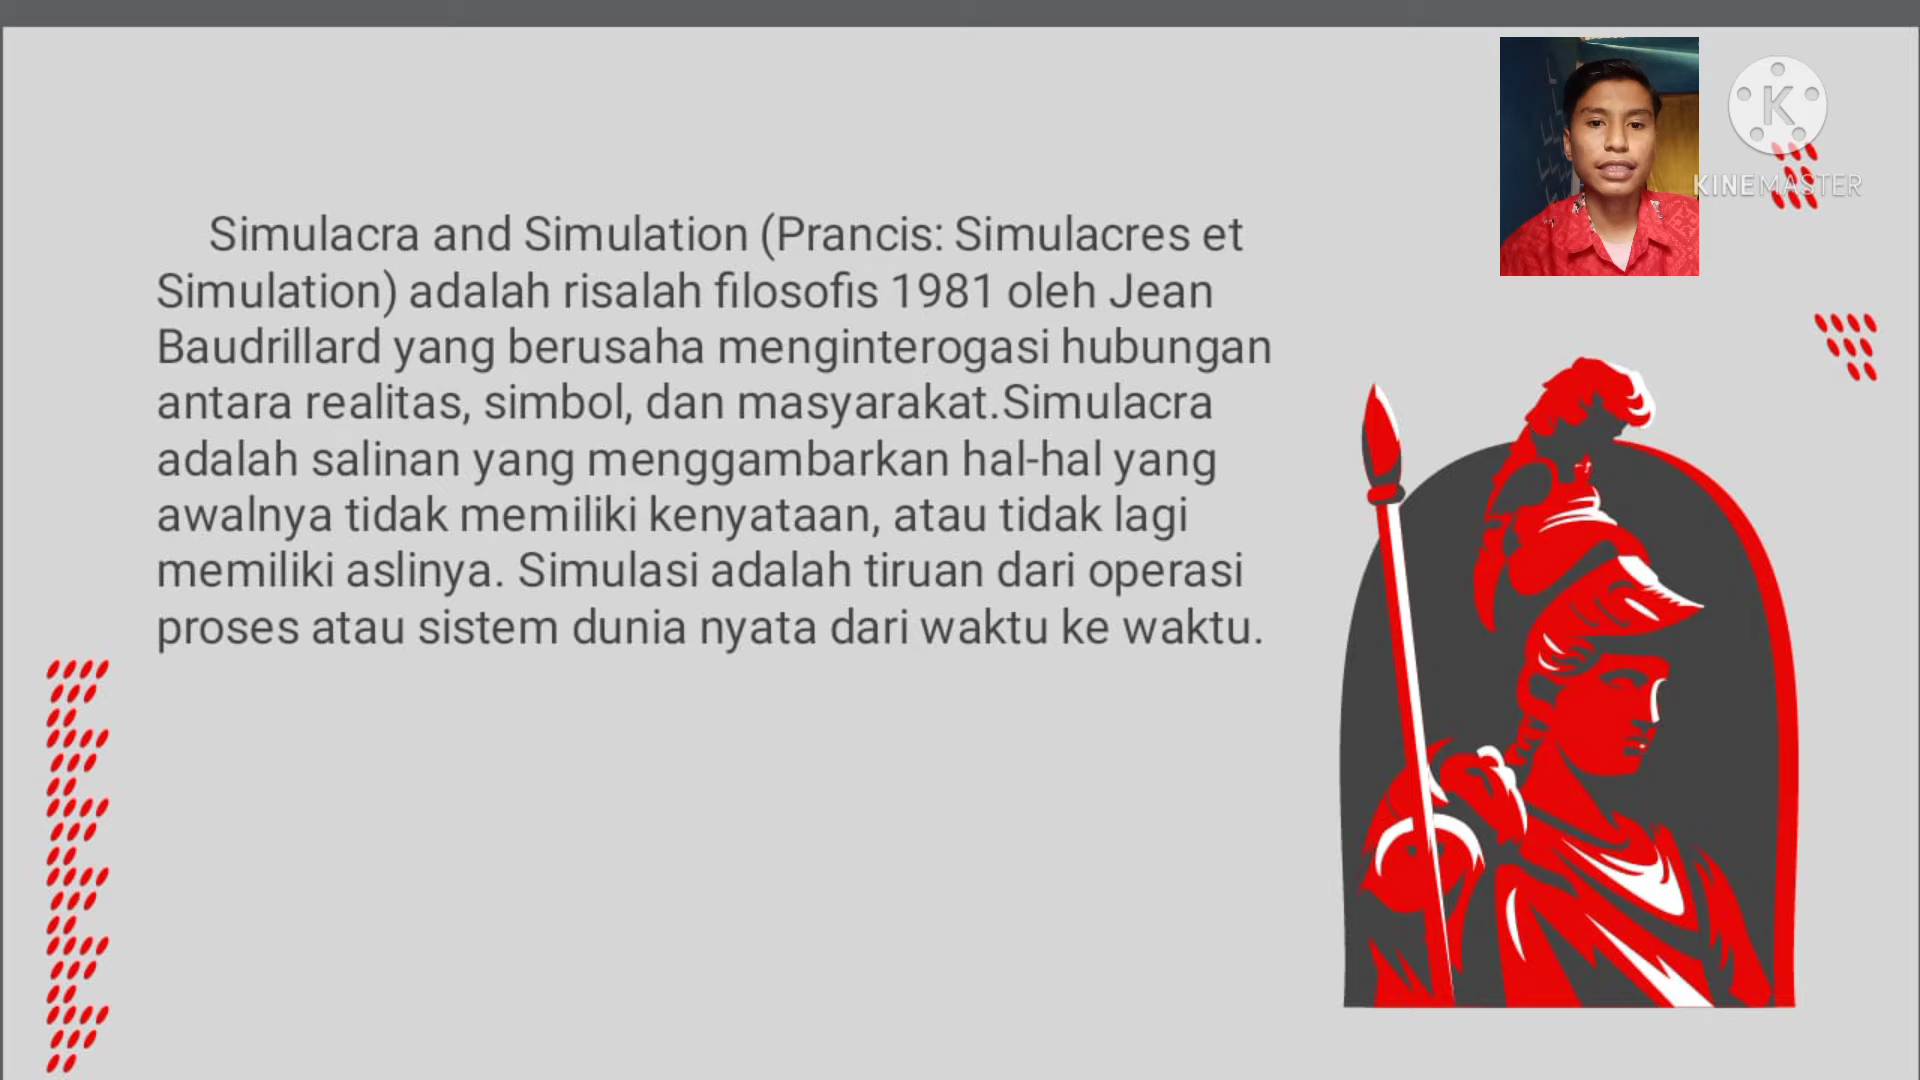 Simulacra and Simulation (Prancis: Simulacres et
Simulation) adalah risalah filosofis 1981 oleh Jean
Baudrillard yang berusaha menginterogasi hubungan
antara realitas, simbol, dan masyarakat.Simulacra
adalah salinan yang menggambarkan hal-hal yang
awalnya tidak memiliki kenyataan, atau tidak lagi
memiliki aslinya. Simulasi adalah tiruan dari operasi
proses atau sistem dunia nyata dari waktu ke waktu.
K
KINEMASTER